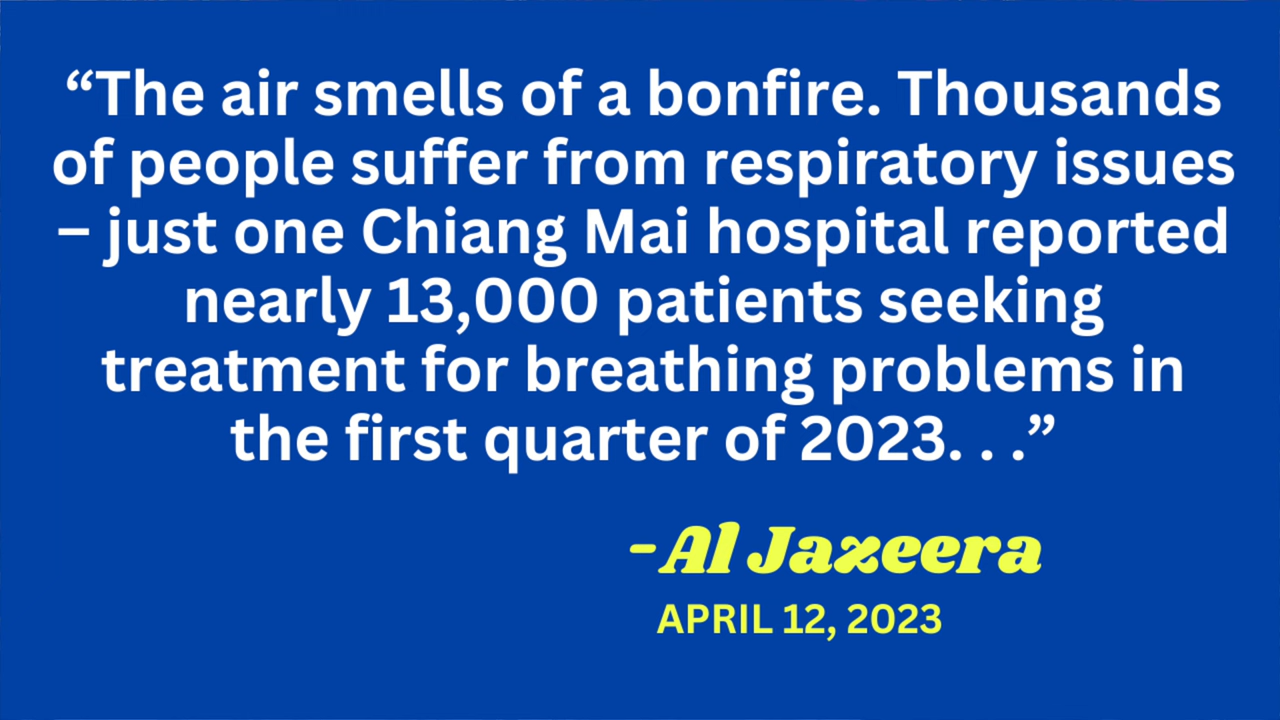 “The air smells of a bonfire. Thousands
of people suffer from respiratory issues
– just one Chiang Mai hospital reported
nearly 13,000 patients seeking
treatment for breathing problems in
the first quarter of 2023. . .”
-Al Jazeera
APRIL 12, 2023